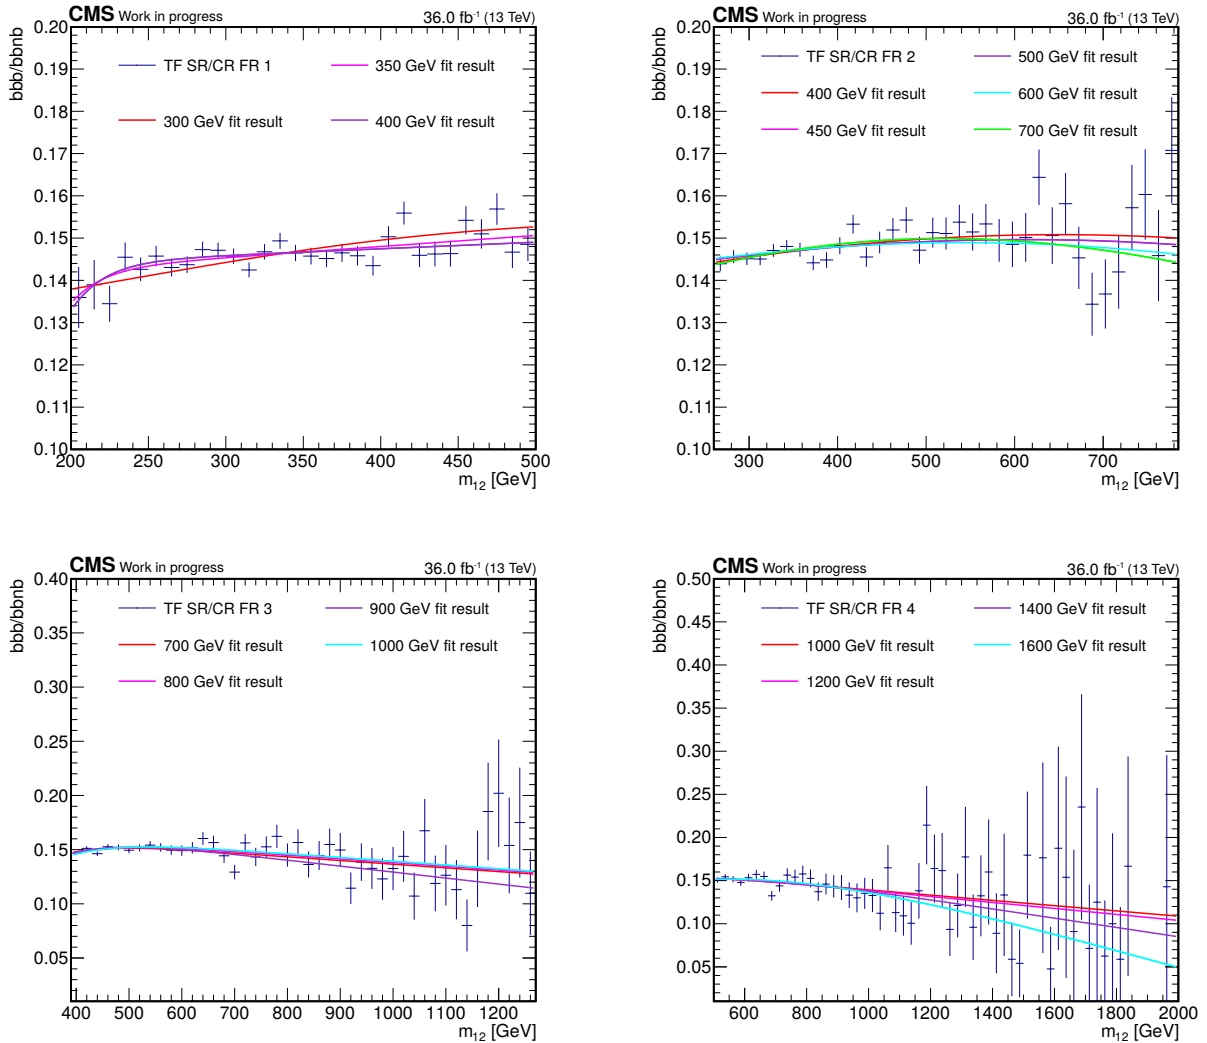 CMS Work in progress 36.0 fb⁻¹ (13 TeV)
bbb/bbnb
0.20
0.19
0.18
0.17
0.16
0.15
0.14
0.13
0.12
0.11
0.10
TF SR/CR FR 1
350 GeV fit result
300 GeV fit result
400 GeV fit result
200 250 300 350 400 450 500
m₁₂ [GeV]
CMS Work in progress 36.0 fb⁻¹ (13 TeV)
bbb/bbnb
0.20
0.19
0.18
0.17
0.16
0.15
0.14
0.13
0.12
0.11
0.10
TF SR/CR FR 2
500 GeV fit result
400 GeV fit result
600 GeV fit result
450 GeV fit result
700 GeV fit result
300 400 500 600 700
m₁₂ [GeV]
CMS Work in progress 36.0 fb⁻¹ (13 TeV)
bbb/bbnb
0.40
0.35
0.30
0.25
0.20
0.15
0.10
0.05
TF SR/CR FR 3
900 GeV fit result
700 GeV fit result
1000 GeV fit result
800 GeV fit result
400 500 600 700 800 900 1000 1100 1200
m₁₂ [GeV]
CMS Work in progress 36.0 fb⁻¹ (13 TeV)
bbb/bbnb
0.50
0.45
0.40
0.35
0.30
0.25
0.20
0.15
0.10
0.05
TF SR/CR FR 4
1400 GeV fit result
1000 GeV fit result
1600 GeV fit result
1200 GeV fit result
600 800 1000 1200 1400 1600 1800 2000
m₁₂ [GeV]